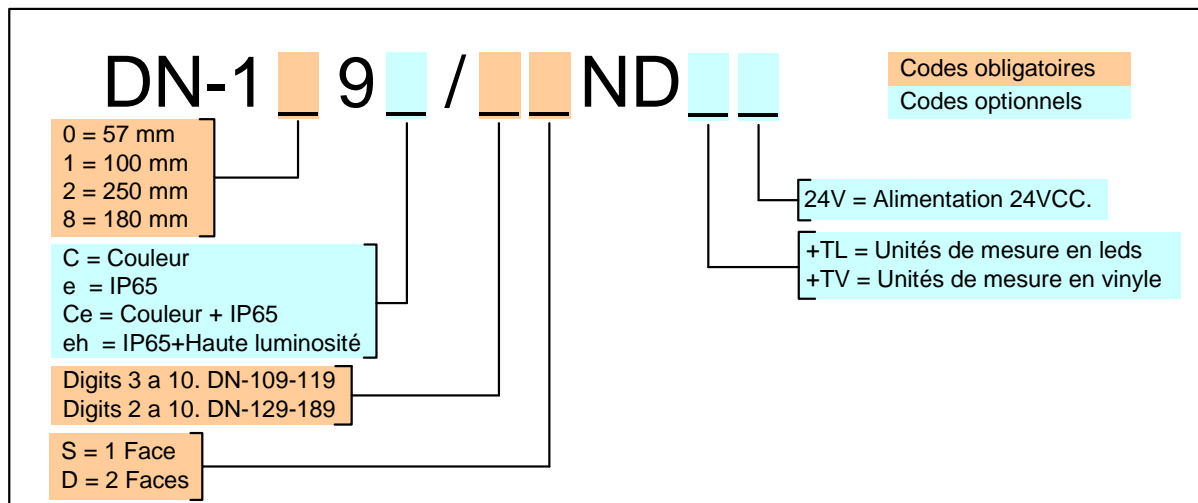 DN-1_ 9_ / _ _ ND _ _
Codes obligatoires
Codes optionnels
0 = 57 mm
1 = 100 mm
2 = 250 mm
8 = 180 mm
24V = Alimentation 24VCC.
+TL = Unités de mesure en leds
+TV = Unités de mesure en vinyle
C = Couleur
e = IP65
Ce = Couleur + IP65
eh = IP65+Haute luminosité
Digits 3 a 10. DN-109-119
Digits 2 a 10. DN-129-189
S = 1 Face
D = 2 Faces